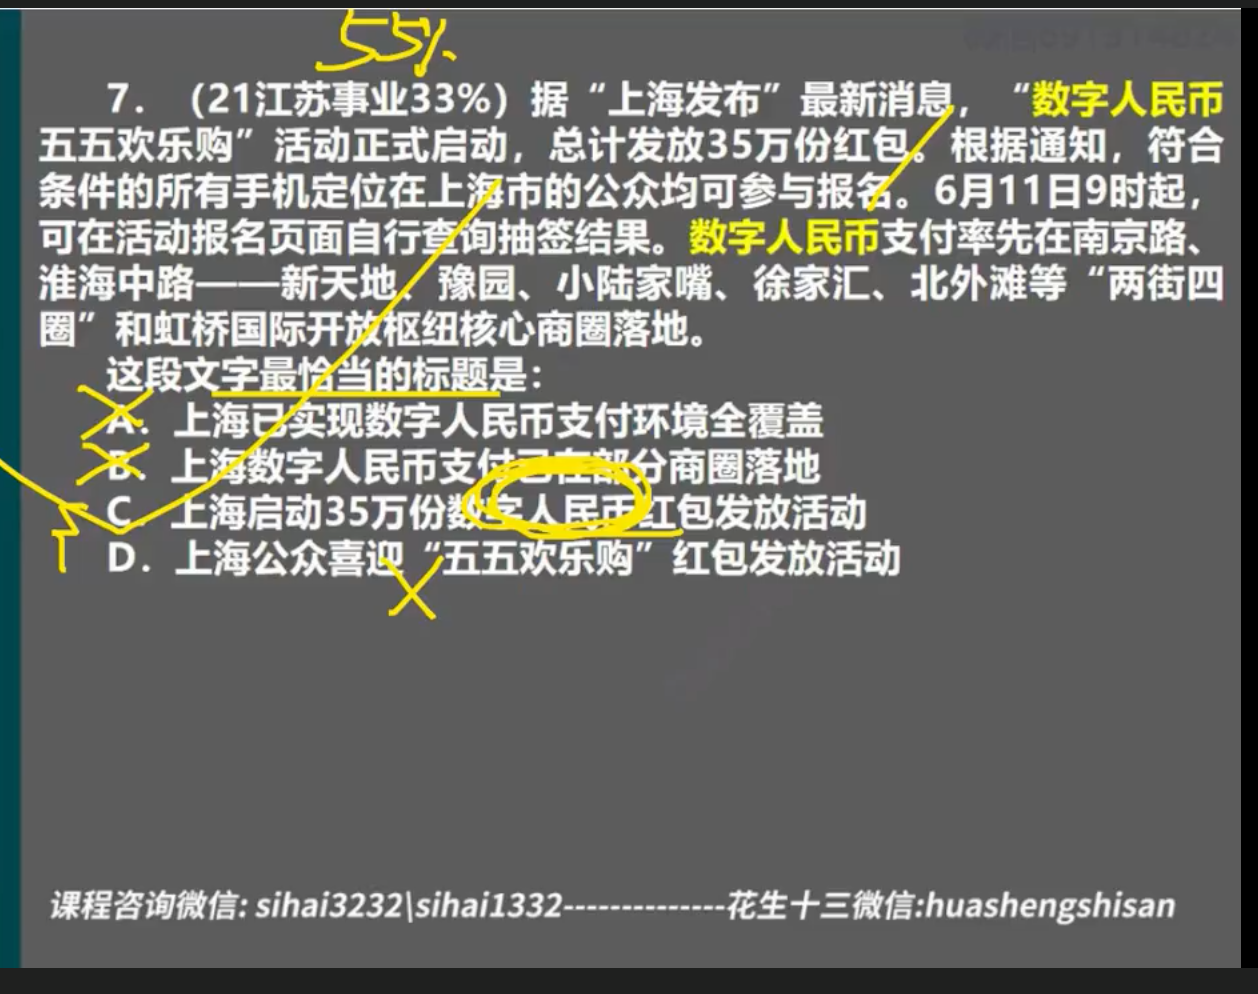 55%
7. （21江苏事业33%）据“上海发布”最新消息，“数字人民币
五五欢乐购”活动正式启动，总计发放35万份红包。根据通知，符合
条件的所有手机定位在上海市的公众均可参与报名。6月11日9时起，
可在活动报名页面自行查询抽签结果。数字人民币支付率先在南京路、
淮海中路——新天地、豫园、小陆家嘴、徐家汇、北外滩等“两街四
圈”和虹桥国际开放枢纽核心商圈落地。
这段文字最恰当的标题是：
A. 上海已实现数字人民币支付环境全覆盖
B. 上海数字人民币支付已在部分商圈落地
C. 上海启动35万份数字人民币红包发放活动
D. 上海公众喜迎“五五欢乐购”红包发放活动
课程咨询微信: sihai3232\sihai1332--------------花生十三微信:huashengshisan